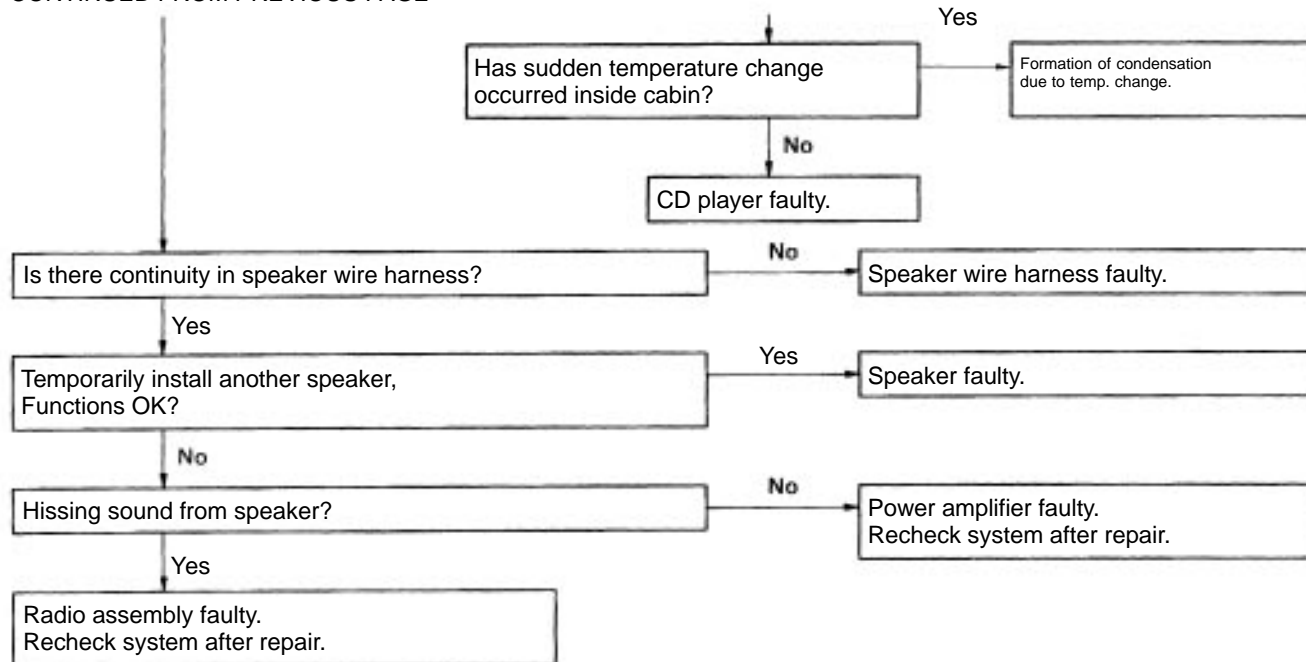 Yes
Has sudden temperature change
occurred inside cabin?
Formation of condensation
due to temp. change.
No
CD player faulty.
Is there continuity in speaker wire harness?
No
Speaker wire harness faulty.
Yes
Temporarily install another speaker,
Functions OK?
Yes
Speaker faulty.
No
Hissing sound from speaker?
No
Power amplifier faulty.
Recheck system after repair.
Yes
Radio assembly faulty.
Recheck system after repair.